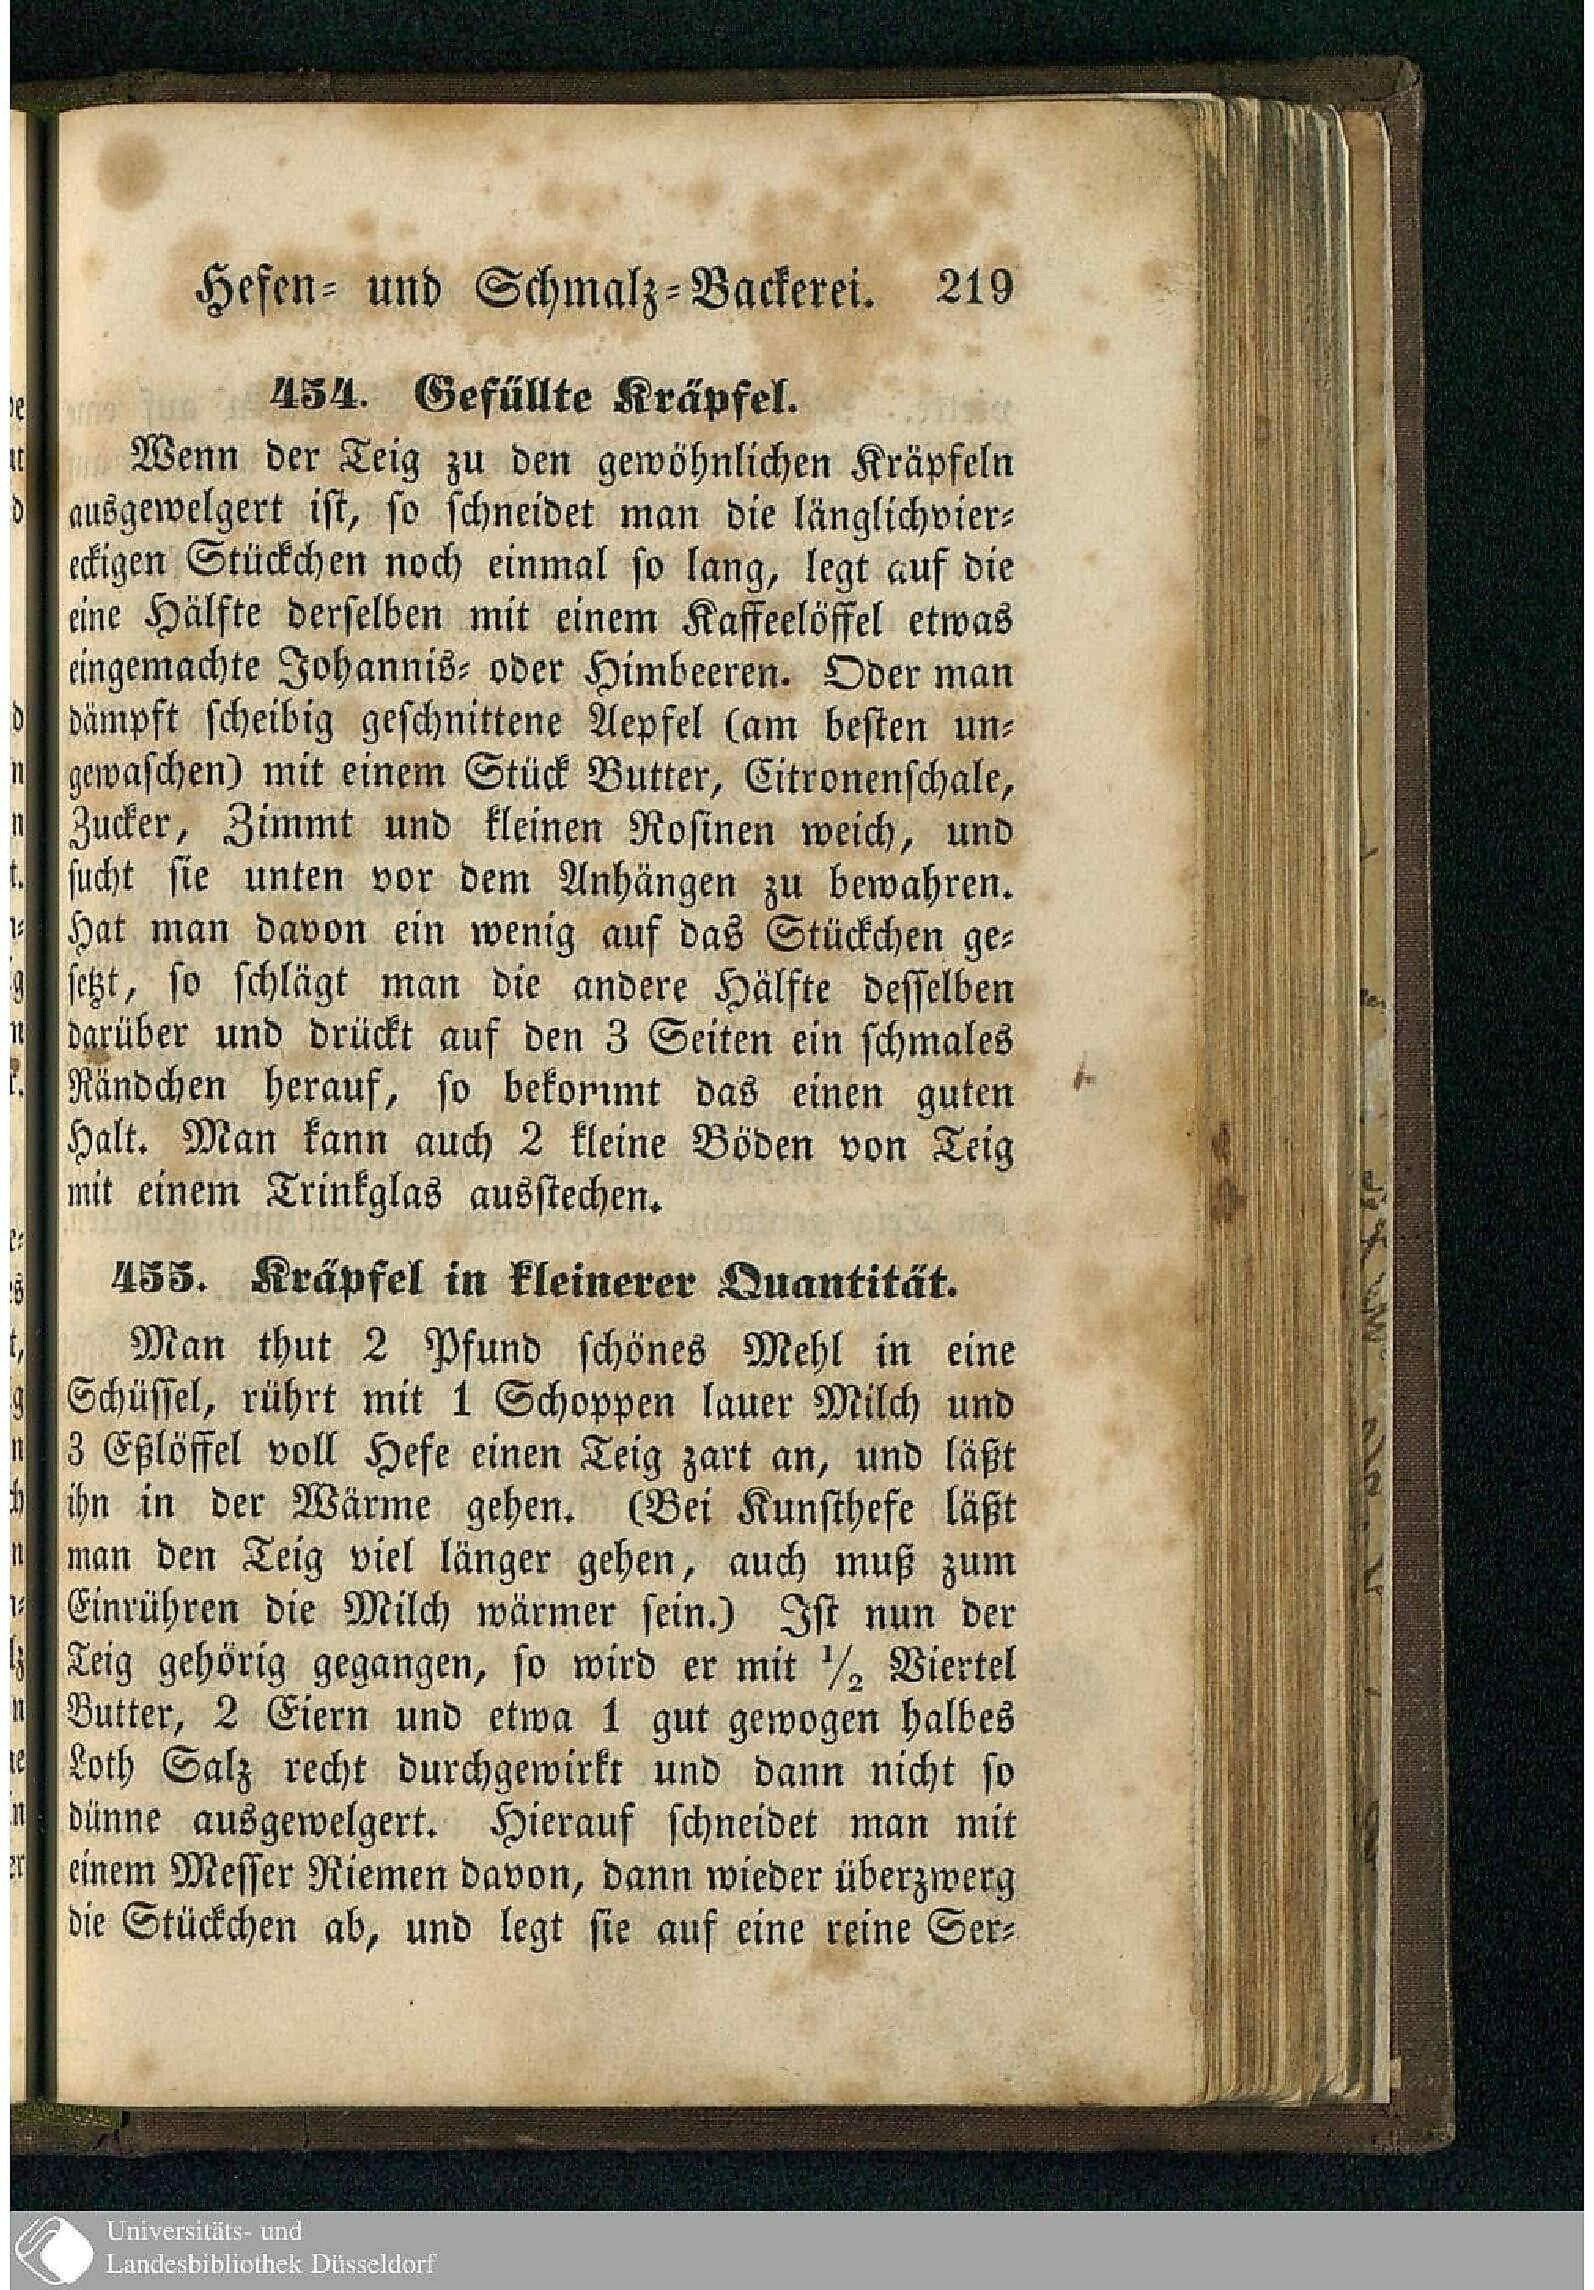 Hefen- und Schmalz-Backerei. 219
454. Gefüllte Kräpfel.
Wenn der Teig zu den gewöhnlichen Kräpfeln
ausgewelgert ist, so schneidet man die länglichvier-
eckigen Stückchen noch einmal so lang, legt auf die
eine Hälfte derselben mit einem Kaffeelöffel etwas
eingemachte Johannis- oder Himbeeren. Oder man
dämpft scheibig geschnittene Aepfel (am besten un-
gewaschen) mit einem Stück Butter, Citronenschale,
Zucker, Zimmt und kleinen Rosinen weich, und
sucht sie unten vor dem Anhängen zu bewahren.
Hat man davon ein wenig auf das Stückchen ge-
setzt, so schlägt man die andere Hälfte desselben
darüber und drückt auf den 3 Seiten ein schmales
Rändchen herauf, so bekommt das einen guten
Halt. Man kann auch 2 kleine Böden von Teig
mit einem Trinkglas ausstechen.
455. Kräpfel in kleinerer Quantität.
Man thut 2 Pfund schönes Mehl in eine
Schüssel, rührt mit 1 Schoppen lauer Milch und
3 Eßlöffel voll Hefe einen Teig zart an, und läßt
ihn in der Wärme gehen. (Bei Kunsthefe läßt
man den Teig viel länger gehen, auch muß zum
Einrühren die Milch wärmer sein.) Ist nun der
Teig gehörig gegangen, so wird er mit 1/2 Viertel
Butter, 2 Eiern und etwa 1 gut gewogen halbes
Loth Salz recht durchgewirkt und dann nicht so
dünne ausgewelgert. Hierauf schneidet man mit
einem Messer Riemen davon, dann wieder überzwerg
die Stückchen ab, und legt sie auf eine reine Ser-
Universitäts- und
Landesbibliothek Düsseldorf